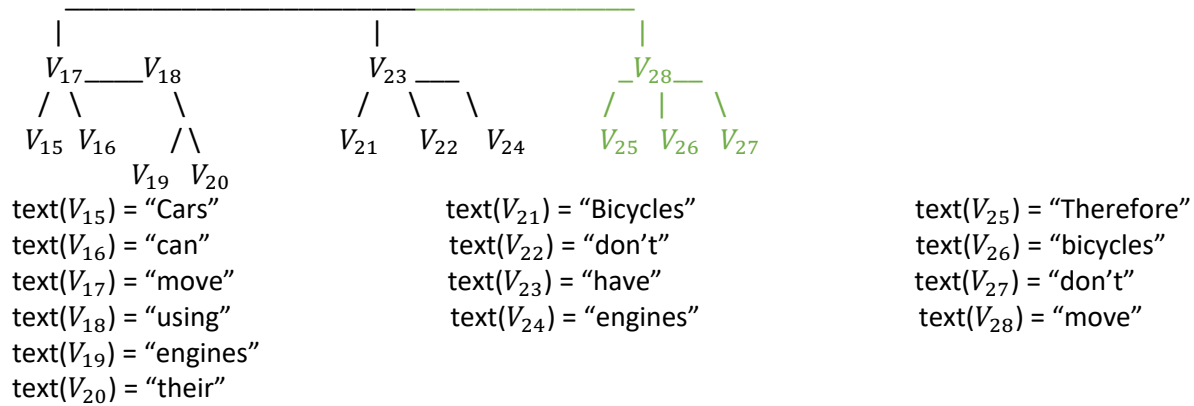 V₁₇ V₁₈ V₂₃ V₂₈
V₁₅ V₁₆ V₂₁ V₂₂ V₂₄ V₂₅ V₂₆ V₂₇
V₁₉ V₂₀
text(V₁₅) = “Cars” text(V₂₁) = “Bicycles” text(V₂₅) = “Therefore”
text(V₁₆) = “can” text(V₂₂) = “don’t” text(V₂₆) = “bicycles”
text(V₁₇) = “move” text(V₂₃) = “have” text(V₂₇) = “don’t”
text(V₁₈) = “using” text(V₂₄) = “engines” text(V₂₈) = “move”
text(V₁₉) = “engines”
text(V₂₀) = “their”